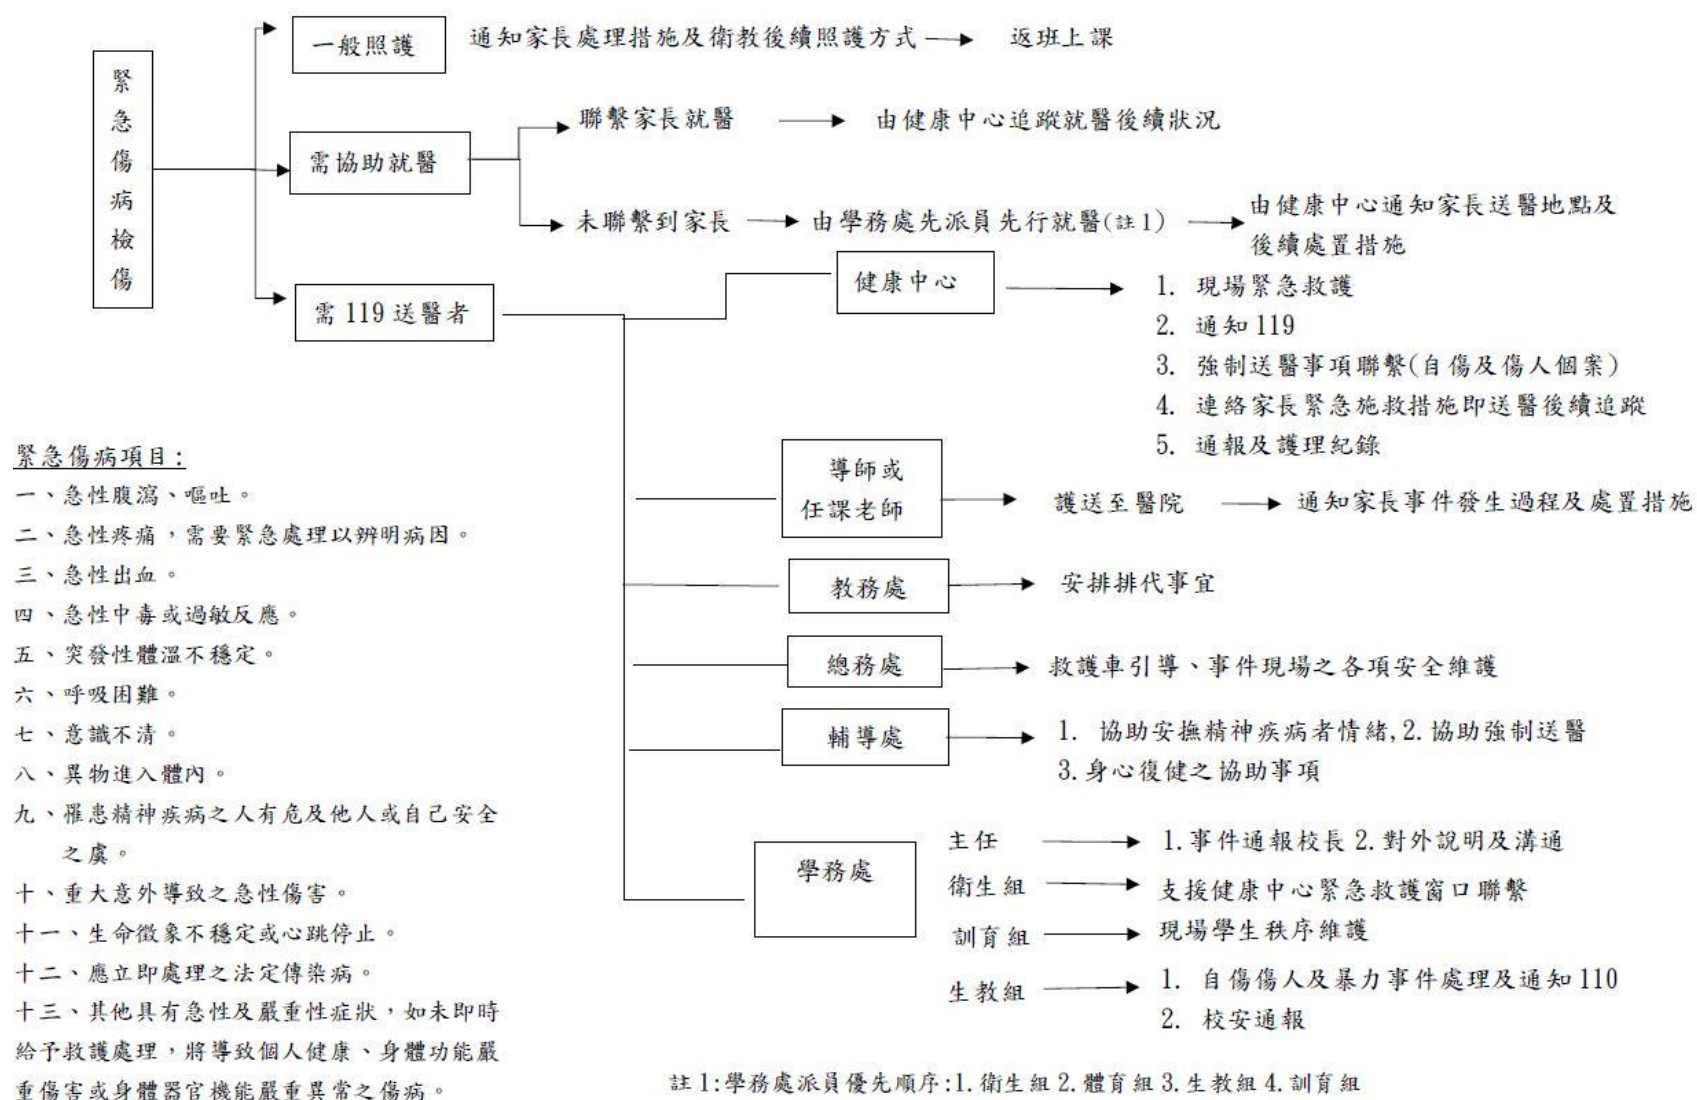 緊急傷病檢傷
一般照護
通知家長處理措施及衛教後續照護方式
返班上課
需協助就醫
聯繫家長就醫
由健康中心追蹤就醫後續狀況
未聯繫到家長
由學務處先派員先行就醫(註1)
由健康中心通知家長送醫地點及
後續處置措施
需119送醫者
健康中心
1. 現場緊急救護
2. 通知119
3. 強制送醫事項聯繫(自傷及傷人個案)
4. 連絡家長緊急施救措施即送醫後續追蹤
5. 通報及護理紀錄
導師或
任課老師
護送至醫院
通知家長事件發生過程及處置措施
教務處
安排排代事宜
總務處
救護車引導、事件現場之各項安全維護
輔導處
1. 協助安撫精神疾病者情緒,2.協助強制送醫
3.身心復健之協助事項
學務處
主任
1.事件通報校長 2.對外說明及溝通
衛生組
支援健康中心緊急救護窗口聯繫
訓育組
現場學生秩序維護
生教組
1. 自傷傷人及暴力事件處理及通知110
2. 校安通報
緊急傷病項目:
一、急性腹瀉、嘔吐。
二、急性疼痛,需要緊急處理以辨明病因。
三、急性出血。
四、急性中毒或過敏反應。
五、突發性體溫不穩定。
六、呼吸困難。
七、意識不清。
八、異物進入體內。
九、罹患精神疾病之人有危及他人或自己安全
之虞。
十、重大意外導致之急性傷害。
十一、生命徵象不穩定或心跳停止。
十二、應立即處理之法定傳染病。
十三、其他具有急性及嚴重性症狀,如未即時
給予救護處理,將導致個人健康、身體功能嚴
重傷害或身體器官機能嚴重異常之傷病。
註1:學務處派員優先順序:1.衛生組 2.體育組 3.生教組 4.訓育組